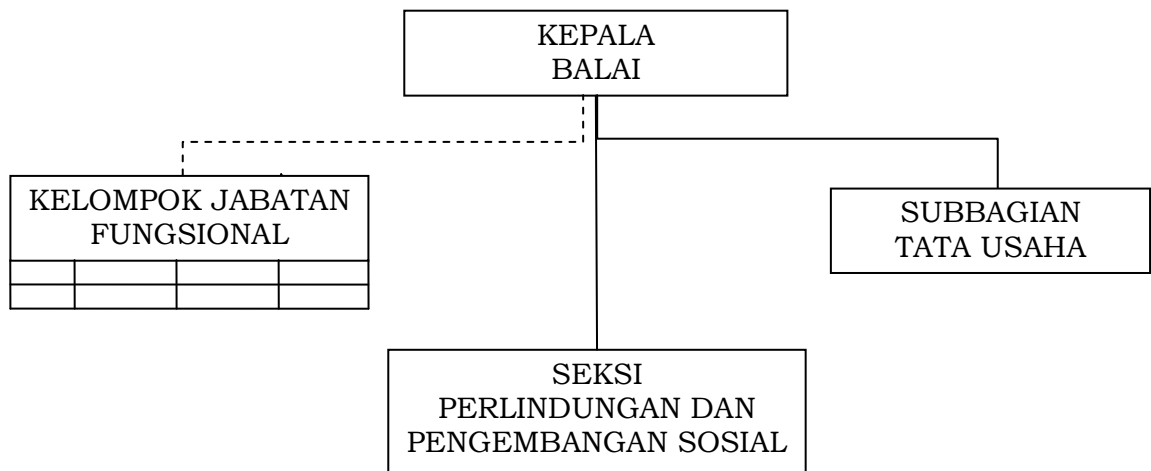 KEPALA
BALAI
KELOMPOK JABATAN
FUNGSIONAL
SUBBAGIAN
TATA USAHA
SEKSI
PERLINDUNGAN DAN
PENGEMBANGAN SOSIAL